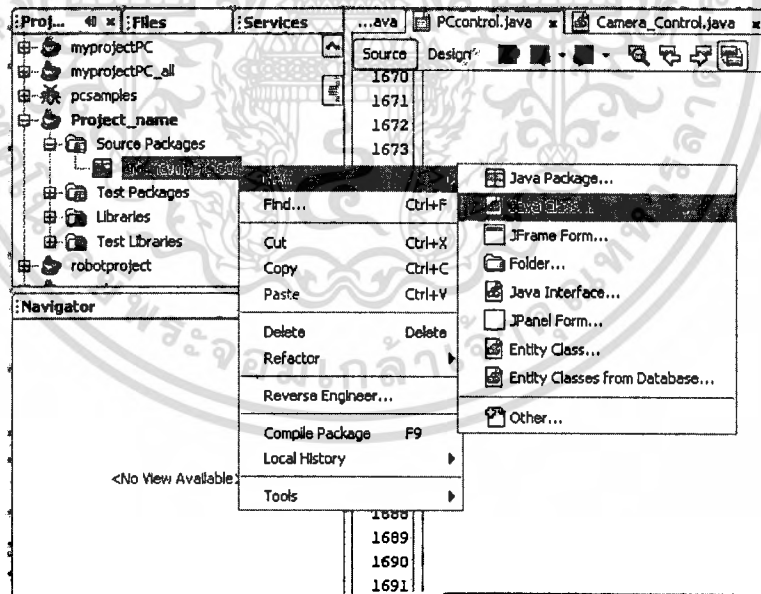 Proj... Files Services
myprojectPC
myprojectPC_all
pcsamples
Project_name
Source Packages
Test Packages
Libraries
Test Libraries
robotproject
Navigator
<No View Available>
...ava PCcontrol.java Camera_Control.java
Source Design
1670
1671
1672
1673
Find... Ctrl+F
Cut Ctrl+X
Copy Ctrl+C
Paste Ctrl+V
Delete Delete
Refactor
Reverse Engineer...
Compile Package F9
Local History
Tools
Java Package...
Java Class...
JFrame Form...
Folder...
Java Interface...
JPanel Form...
Entity Class...
Entity Classes from Database...
Other...
1688
1689
1690
1691